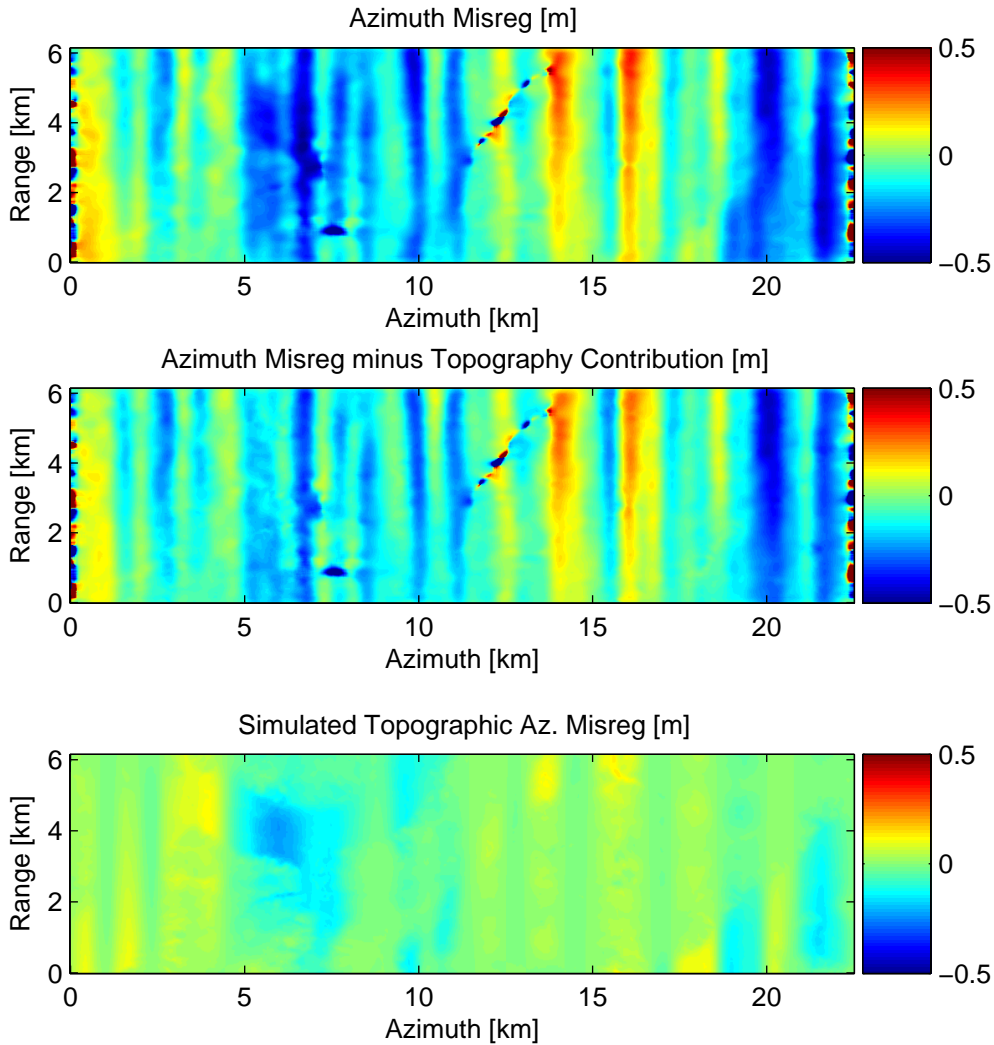 Azimuth Misreg [m]
Range [km]
6
4
2
0
0 5 10 15 20
Azimuth [km]
0.5
0
−0.5
Azimuth Misreg minus Topography Contribution [m]
Range [km]
6
4
2
0
0 5 10 15 20
Azimuth [km]
0.5
0
−0.5
Simulated Topographic Az. Misreg [m]
Range [km]
6
4
2
0
0 5 10 15 20
Azimuth [km]
0.5
0
−0.5